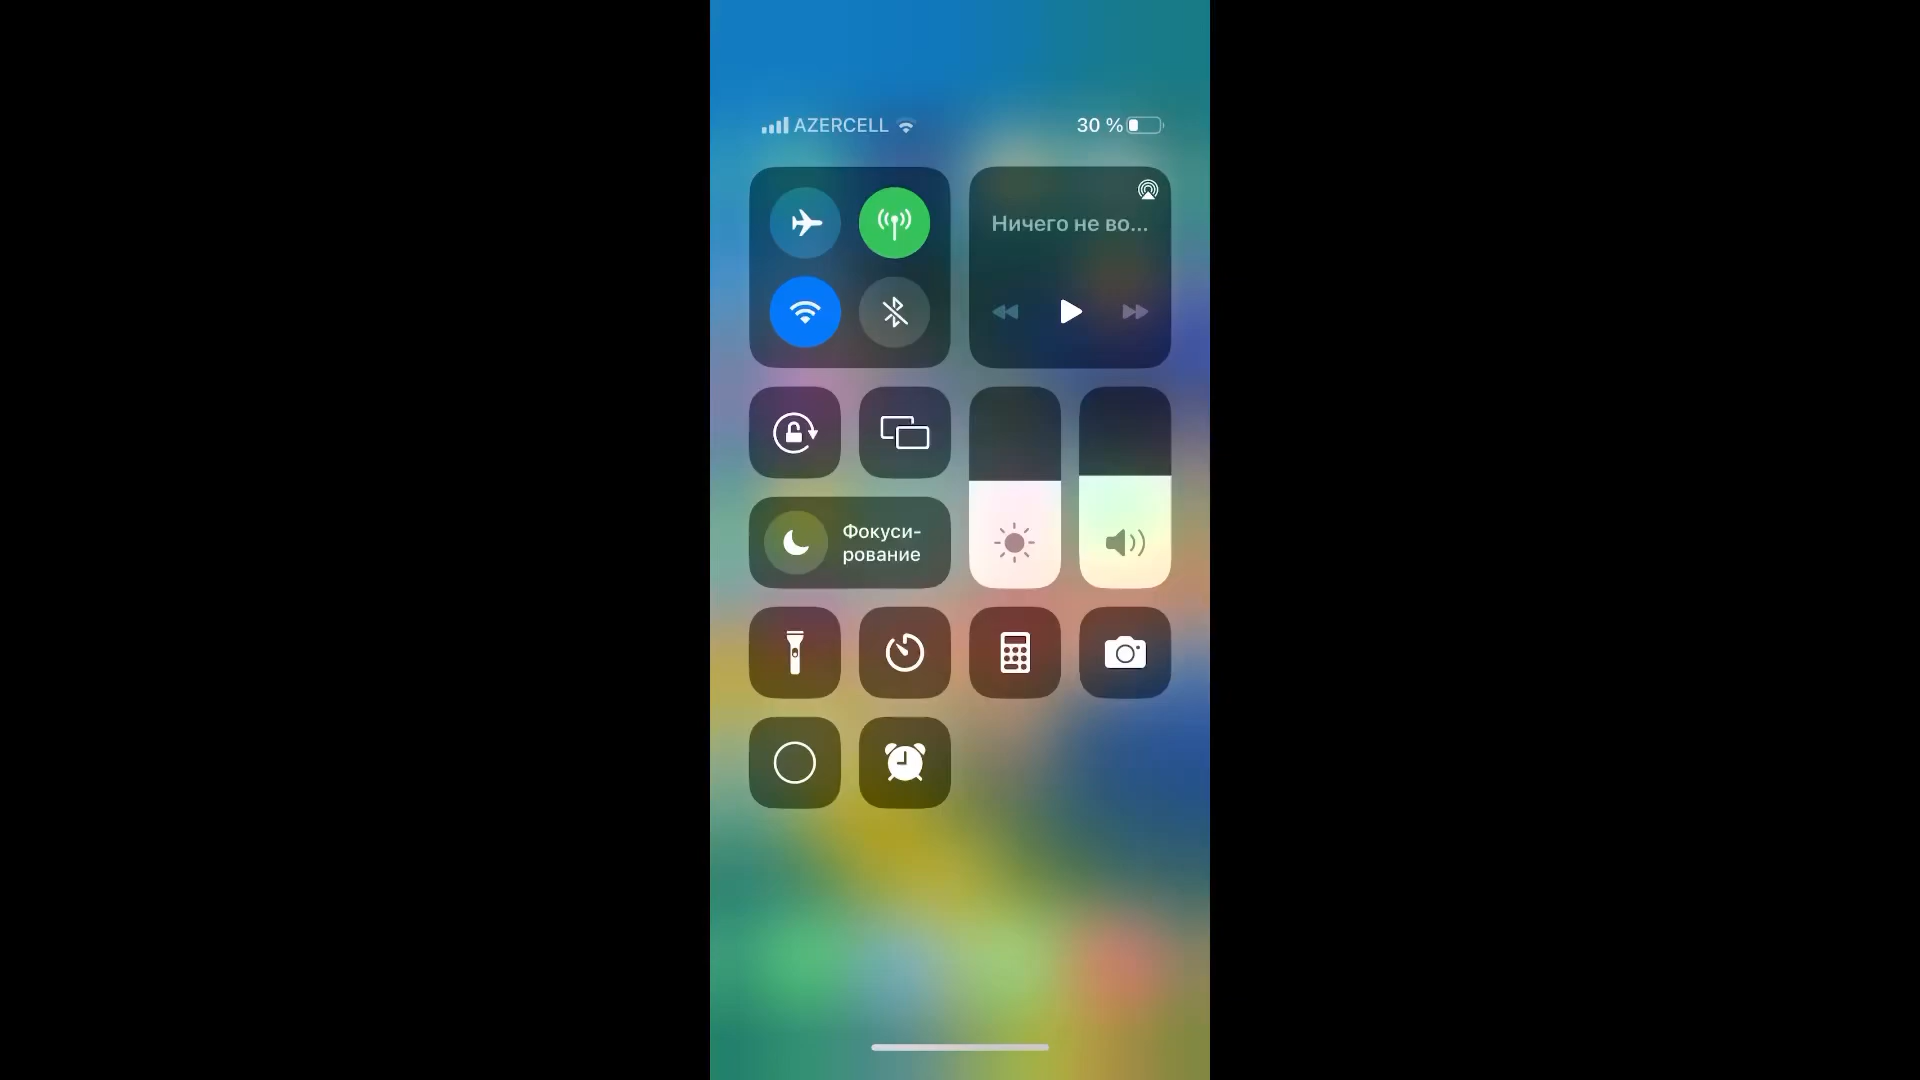 AZERCELL
30 %
Ничего не во...
Фокуси-
рование